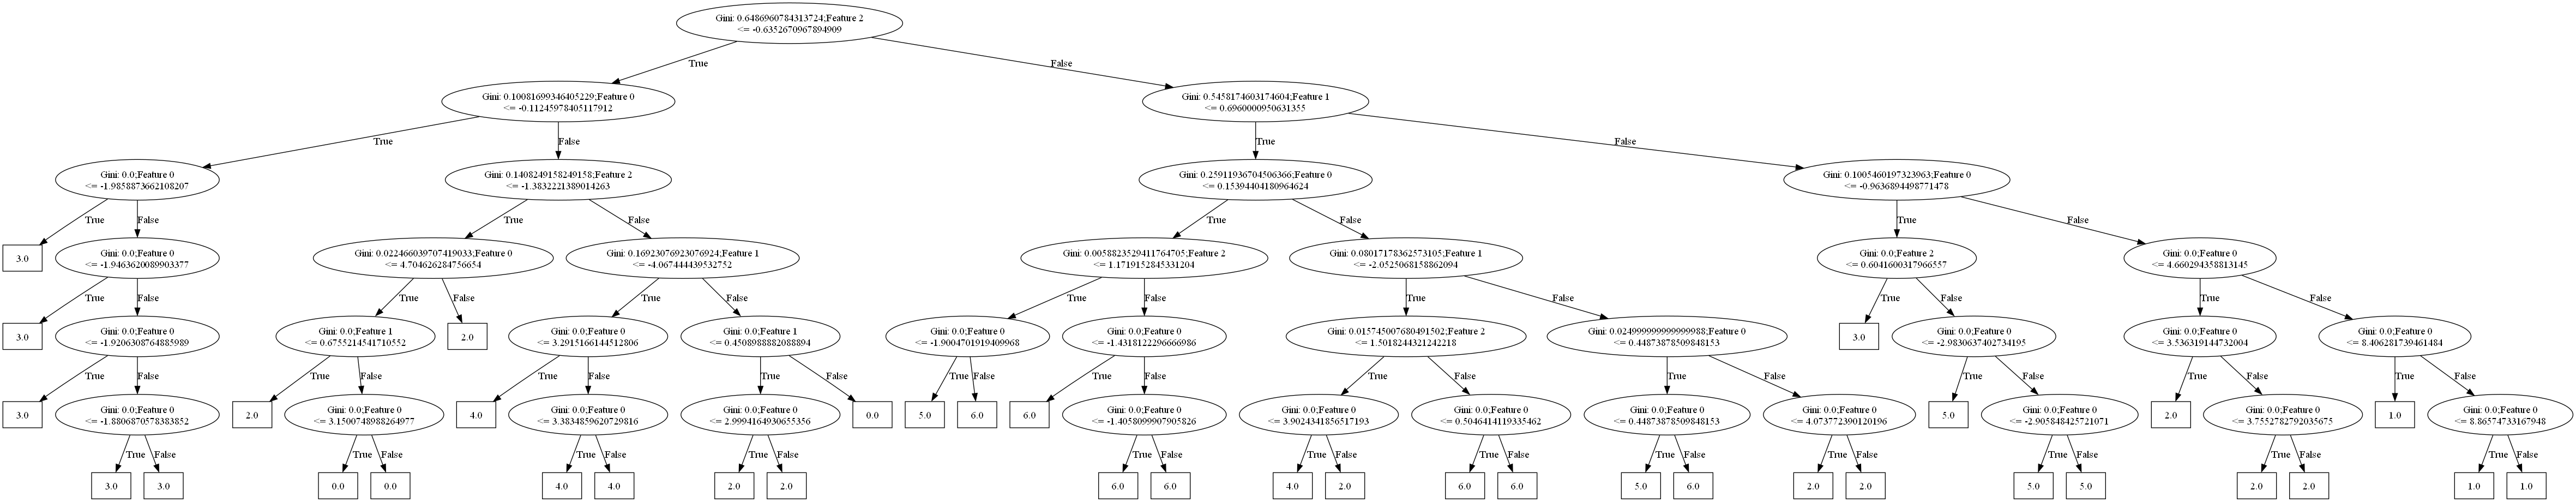 Gini: 0.6486960784313724;Feature 2
<= -0.6352670967894909
True
False
Gini: 0.10081699346405229;Feature 0
<= -0.11245978405117912
Gini: 0.5458174603174604;Feature 1
<= 0.6960000950631355
True
False
True
False
Gini: 0.0;Feature 0
<= -1.9858873662108207
Gini: 0.1408249158249158;Feature 2
<= -1.3832221389014263
Gini: 0.25911936704506366;Feature 0
<= 0.15394404180964624
Gini: 0.1005460197323963;Feature 0
<= -0.9636894498771478
True
False
True
False
True
False
True
False
3.0
Gini: 0.0;Feature 0
<= -1.9463620089903377
Gini: 0.022466039707419033;Feature 0
<= 4.704626284756654
Gini: 0.16923076923076924;Feature 1
<= -4.067444439532752
Gini: 0.0058823529411764705;Feature 2
<= 1.1719152845331204
Gini: 0.08017178362573105;Feature 1
<= -2.0525068158862094
Gini: 0.0;Feature 2
<= 0.6041600317966557
Gini: 0.0;Feature 0
<= 4.660294358813145
True
False
True
False
True
False
True
False
True
False
True
False
True
False
3.0
Gini: 0.0;Feature 0
<= -1.9206308764885989
Gini: 0.0;Feature 1
<= 0.6755214541710552
2.0
Gini: 0.0;Feature 0
<= 3.2915166144512806
Gini: 0.0;Feature 1
<= 0.4508988882088894
Gini: 0.0;Feature 0
<= -1.9004701919409968
Gini: 0.0;Feature 0
<= -1.4318122296666986
Gini: 0.015745007680491502;Feature 2
<= 1.5018244321242218
Gini: 0.024999999999999988;Feature 0
<= 0.44873878509848153
3.0
Gini: 0.0;Feature 0
<= -2.9830637402734195
Gini: 0.0;Feature 0
<= 3.536319144732004
Gini: 0.0;Feature 0
<= 8.406281739461484
True
False
True
False
True
False
True
False
True
False
True
False
True
False
True
False
True
False
True
False
True
False
3.0
Gini: 0.0;Feature 0
<= -1.8806870578383852
2.0
Gini: 0.0;Feature 0
<= 3.1500748988264977
4.0
Gini: 0.0;Feature 0
<= 3.3834859620729816
Gini: 0.0;Feature 0
<= 2.9994164930655356
0.0
5.0
6.0
6.0
Gini: 0.0;Feature 0
<= -1.4058099907905826
Gini: 0.0;Feature 0
<= 3.9024341856517193
Gini: 0.0;Feature 0
<= 0.5046414119335462
Gini: 0.0;Feature 0
<= 0.44873878509848153
Gini: 0.0;Feature 0
<= 4.073772390120196
5.0
Gini: 0.0;Feature 0
<= -2.905848425721071
2.0
Gini: 0.0;Feature 0
<= 3.7552782792035675
1.0
Gini: 0.0;Feature 0
<= 8.86574733167948
True
False
True
False
True
False
True
False
True
False
True
False
True
False
True
False
True
False
True
False
True
False
True
False
3.0
3.0
0.0
0.0
4.0
4.0
2.0
2.0
6.0
6.0
4.0
2.0
6.0
6.0
5.0
6.0
2.0
2.0
5.0
5.0
2.0
2.0
1.0
1.0